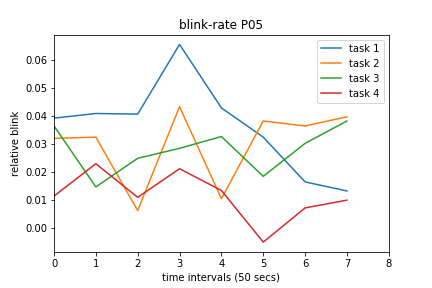 blink-rate P05
task 1
task 2
task 3
task 4
relative blink
0.06
0.05
0.04
0.03
0.02
0.01
0.00
0 1 2 3 4 5 6 7 8
time intervals (50 secs)